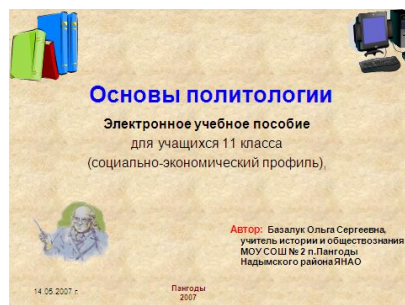 Основы политологии
Электронное учебное пособие
для учащихся 11 класса
(социально-экономический профиль),
Автор: Базалук Ольга Сергеевна,
учитель истории и обществознания
МОУ СОШ № 2 п.Пангоды
Надымского района ЯНАО
14.05.2007 г.
Пангоды
2007